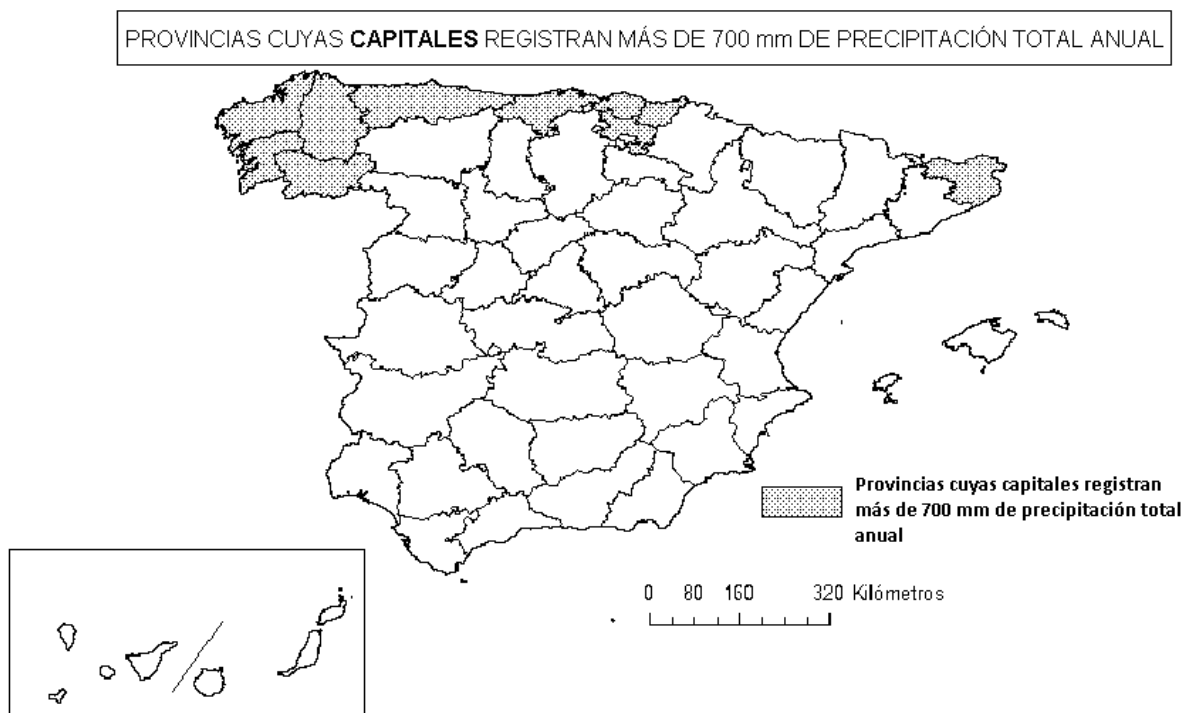 PROVINCIAS CUYAS CAPITALES REGISTRAN MÁS DE 700 mm DE PRECIPITACIÓN TOTAL ANUAL
Provincias cuyas capitales registran
más de 700 mm de precipitación total
anual
0 80 160 320 Kilómetros